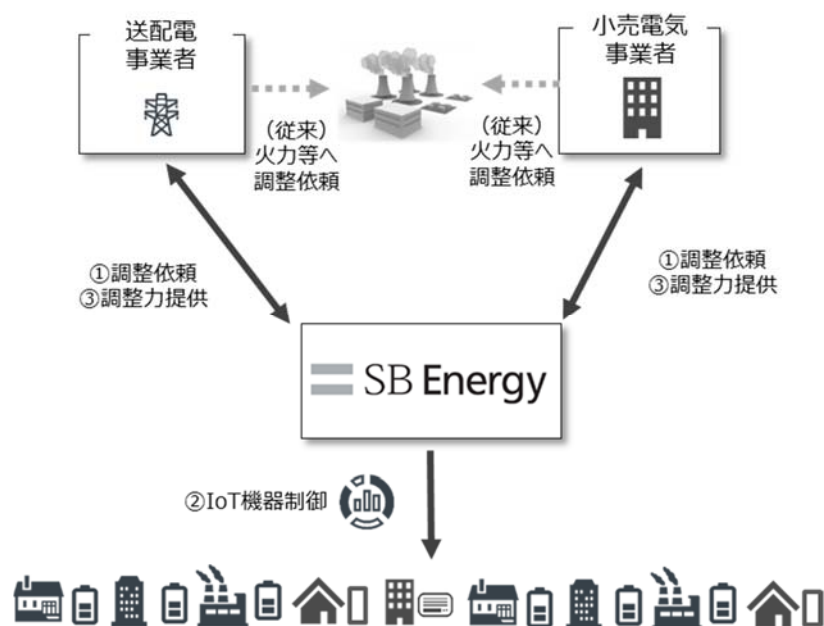 送配電
事業者
小売電気
事業者
（従来）
火力等へ
調整依頼
（従来）
火力等へ
調整依頼
①調整依頼
③調整力提供
①調整依頼
③調整力提供
SB Energy
②IoT機器制御